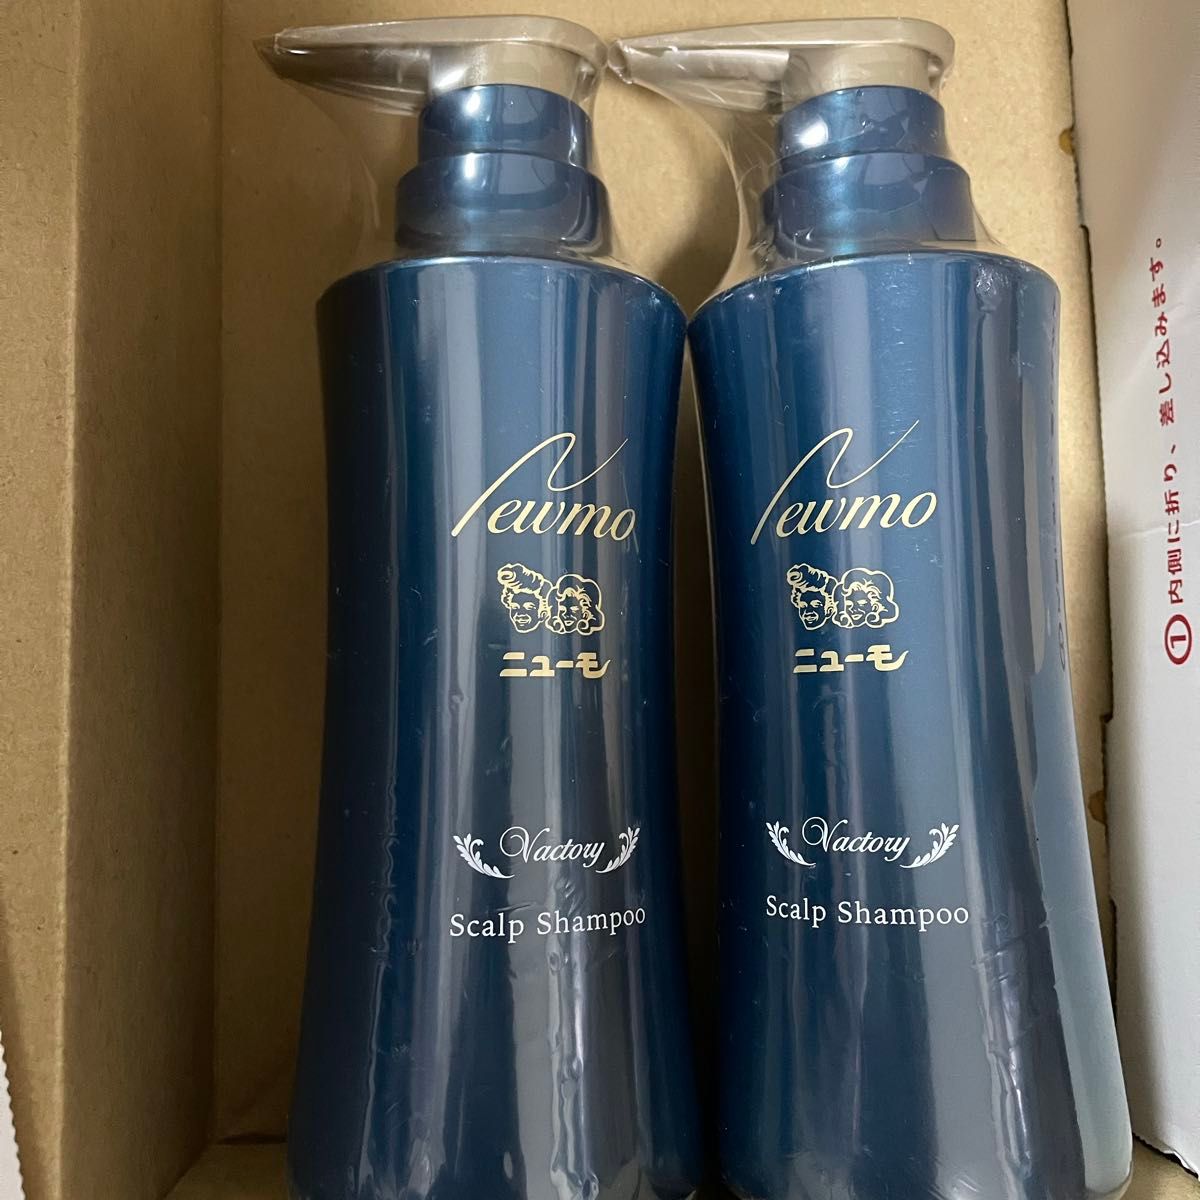 Newmo
ニューモ
Vactory
Scalp Shampoo
Newmo
ニューモ
Vactory
Scalp Shampoo
①内側に折り、差し込みます。